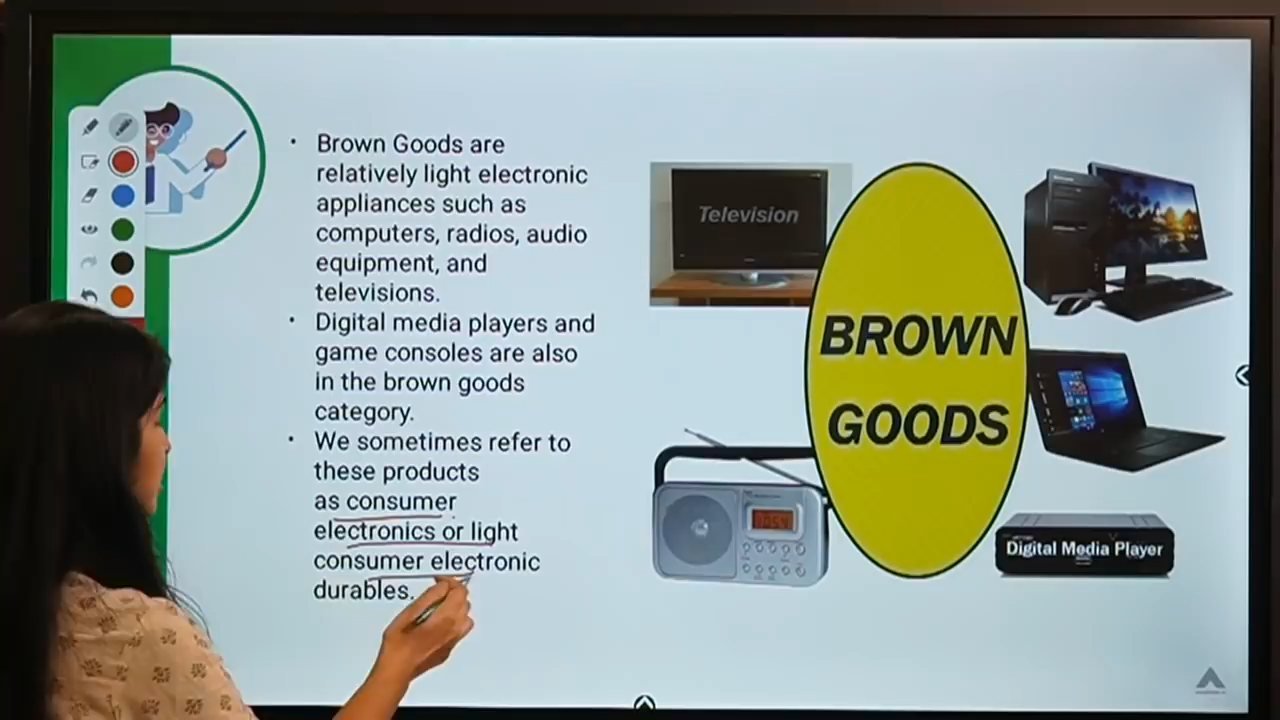 · Brown Goods are
relatively light electronic
appliances such as
computers, radios, audio
equipment, and
televisions.
· Digital media players and
game consoles are also
in the brown goods
category.
· We sometimes refer to
these products
as consumer
electronics or light
consumer electronic
durables.
Television
BROWN
GOODS
Digital Media Player